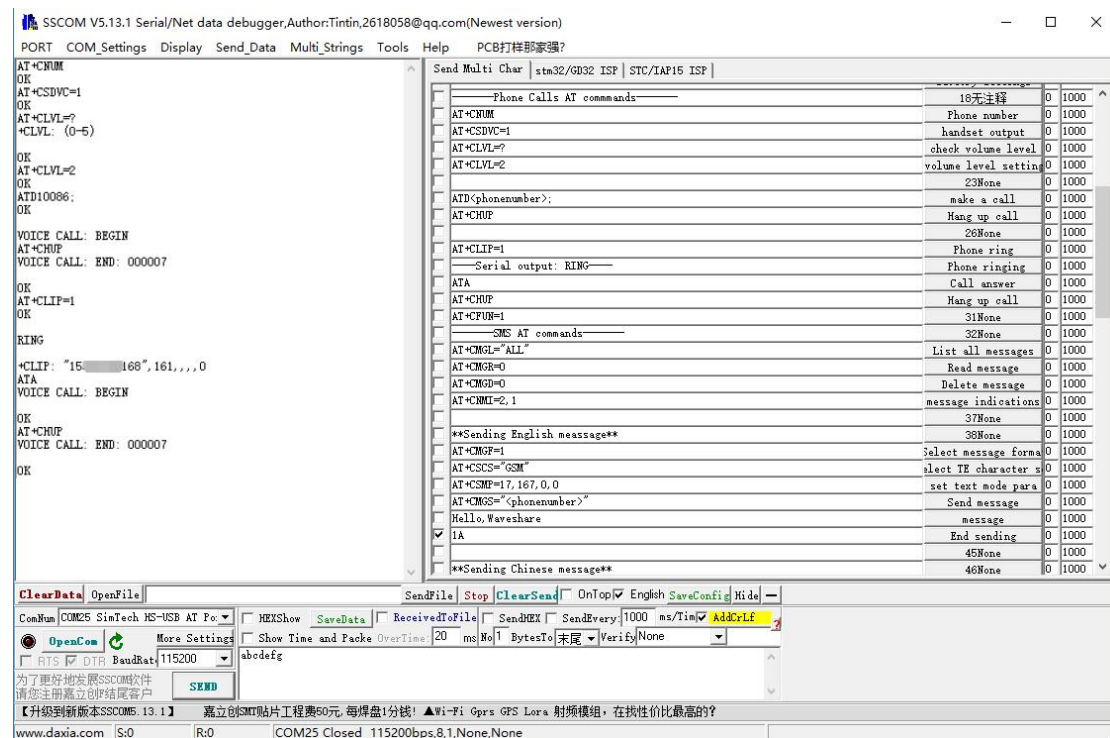 SSCOM V5.13.1 Serial/Net data debugger,Author:Tintin,2618058@qq.com(Newest version)
PORT COM_Settings Display Send_Data Multi_Strings Tools Help PCB打样那家强?
AT+CNUM
OK
AT+CSDVC=1
OK
AT+CLVL=?
+CLVL: (0-5)
OK
AT+CLVL=2
OK
ATD10086;
OK
VOICE CALL: BEGIN
AT+CHUP
VOICE CALL: END: 000007
OK
AT+CLIP=1
OK
RING
+CLIP: "15 168",161,,,,0
ATA
VOICE CALL: BEGIN
OK
AT+CHUP
VOICE CALL: END: 000007
OK
Send Multi Char stm32/GD32 ISP STC/IAP15 ISP
Phone Calls AT commmands 18无注释 0 1000
AT+CNUM Phone number 0 1000
AT+CSDVC=1 handset output 0 1000
AT+CLVL=? check volume level 0 1000
AT+CLVL=2 volume level setting 0 1000
23None 0 1000
ATD<phonenumber>; make a call 0 1000
AT+CHUP Hang up call 0 1000
26None 0 1000
AT+CLIP=1 Phone ring 0 1000
——Serial output: RING—— Phone ringing 0 1000
ATA Call answer 0 1000
AT+CHUP Hang up call 0 1000
AT+CFUN=1 31None 0 1000
SMS AT commands 32None 0 1000
AT+CMGL="ALL" List all messages 0 1000
AT+CMGR=0 Read message 0 1000
AT+CMGD=0 Delete message 0 1000
AT+CNMI=2,1 message indications 0 1000
37None 0 1000
**Sending English meassage** 38None 0 1000
AT+CMGF=1 Select message forma 0 1000
AT+CSCS="GSM" elect TE character s 0 1000
AT+CSMP=17,167,0,0 set text mode para 0 1000
AT+CMGS="<phonenumber>" Send message 0 1000
Hello,Waveshare message 0 1000
1A End sending 0 1000
45None 0 1000
**Sending Chinese message** 46None 0 1000
ClearData OpenFile SendFile Stop ClearSend OnTop English SaveConfig Hide
ComNum COM25 SimTech HS-USB AT Po: HEXShow SaveData ReceivedToFile SendHEX SendEvery: 1000 ms/Tim AddCrLf
OpenCom More Settings Show Time and Packe OverTime: 20 ms No 1 BytesTo 末尾 Verify None
RTS DTR BaudRat: 115200 abcdefg
为了更好地发展SSCOM软件
请您注册嘉立创F结尾客户 SEND
【升级到新版本SSCOM5.13.1】 嘉立创SMT贴片工程费50元,每焊盘1分钱! ▲Wi-Fi Gprs GPS Lora 射频模组,在找性价比最高的?
www.daxia.com S:0 R:0 COM25 Closed 115200bps,8,1,None,None